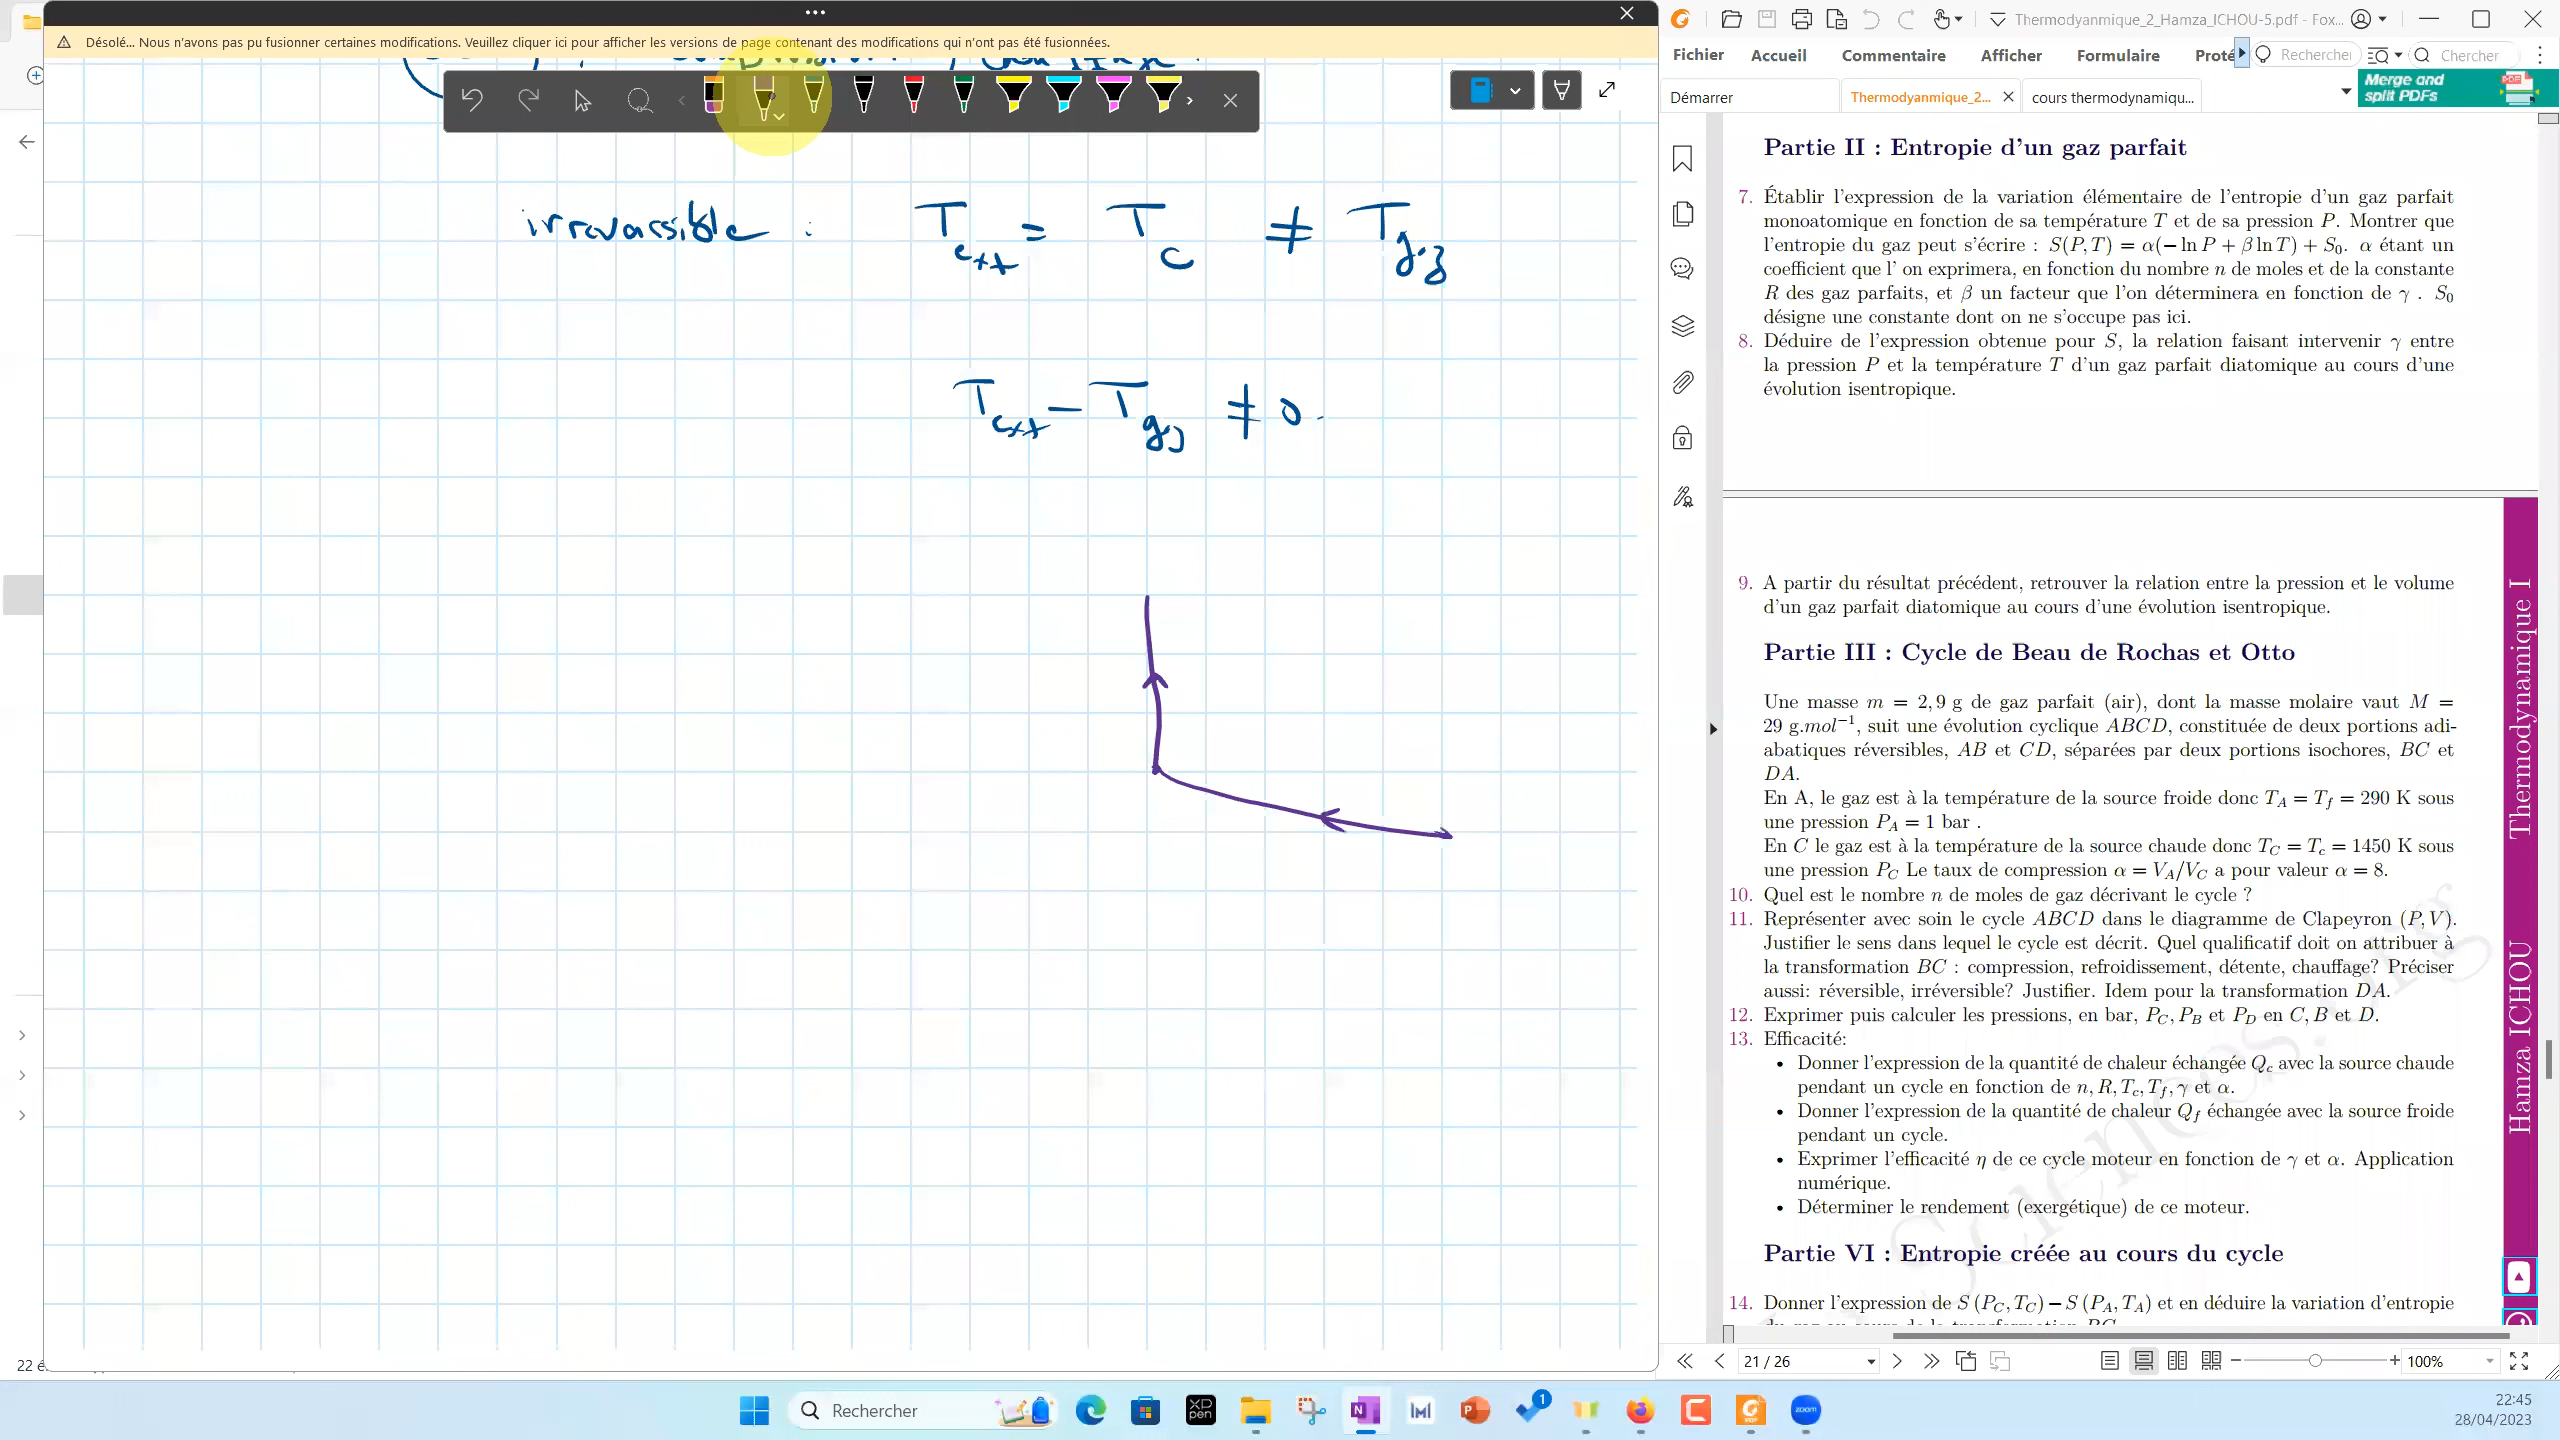 Désolé... Nous n'avons pas pu fusionner certaines modifications. Veuillez cliquer ici pour afficher les versions de page contenant des modifications qui n'ont pas été fusionnées.
irreversible : T_ext = T_C ≠ T_gz
T_ext − T_gz ≠ 0.
22 é
Thermodyanmique_2_Hamza_ICHOU-5.pdf - Fox...
Fichier Accueil Commentaire Afficher Formulaire Proté Rechercher Chercher
Démarrer Thermodyanmique_2... cours thermodynamiqu...
Merge and split PDFs
Partie II : Entropie d'un gaz parfait
7. Établir l'expression de la variation élémentaire de l'entropie d'un gaz parfait
monoatomique en fonction de sa température T et de sa pression P. Montrer que
l'entropie du gaz peut s'écrire : S(P, T) = α(− ln P + β ln T) + S₀. α étant un
coefficient que l' on exprimera, en fonction du nombre n de moles et de la constante
R des gaz parfaits, et β un facteur que l'on déterminera en fonction de γ . S₀
désigne une constante dont on ne s'occupe pas ici.
8. Déduire de l'expression obtenue pour S, la relation faisant intervenir γ entre
la pression P et la température T d'un gaz parfait diatomique au cours d'une
évolution isentropique.
9. A partir du résultat précédent, retrouver la relation entre la pression et le volume
d'un gaz parfait diatomique au cours d'une évolution isentropique.
Partie III : Cycle de Beau de Rochas et Otto
Une masse m = 2,9 g de gaz parfait (air), dont la masse molaire vaut M =
29 g.mol⁻¹, suit une évolution cyclique ABCD, constituée de deux portions adi-
abatiques réversibles, AB et CD, séparées par deux portions isochores, BC et
DA.
En A, le gaz est à la température de la source froide donc T_A = T_f = 290 K sous
une pression P_A = 1 bar .
En C le gaz est à la température de la source chaude donc T_C = T_c = 1450 K sous
une pression P_C Le taux de compression α = V_A/V_C a pour valeur α = 8.
10. Quel est le nombre n de moles de gaz décrivant le cycle ?
11. Représenter avec soin le cycle ABCD dans le diagramme de Clapeyron (P, V).
Justifier le sens dans lequel le cycle est décrit. Quel qualificatif doit on attribuer à
la transformation BC : compression, refroidissement, détente, chauffage? Préciser
aussi: réversible, irréversible? Justifier. Idem pour la transformation DA.
12. Exprimer puis calculer les pressions, en bar, P_C, P_B et P_D en C, B et D.
13. Efficacité:
• Donner l'expression de la quantité de chaleur échangée Q_c avec la source chaude
pendant un cycle en fonction de n, R, T_c, T_f, γ et α.
• Donner l'expression de la quantité de chaleur Q_f échangée avec la source froide
pendant un cycle.
• Exprimer l'efficacité η de ce cycle moteur en fonction de γ et α. Application
numérique.
• Déterminer le rendement (exergétique) de ce moteur.
Partie VI : Entropie créée au cours du cycle
14. Donner l'expression de S (P_C, T_C) − S (P_A, T_A) et en déduire la variation d'entropie
Thermodynamique I
Hamza ICHOU
21 / 26
100%
Rechercher
XD pen
1
zoom
22:45
28/04/2023